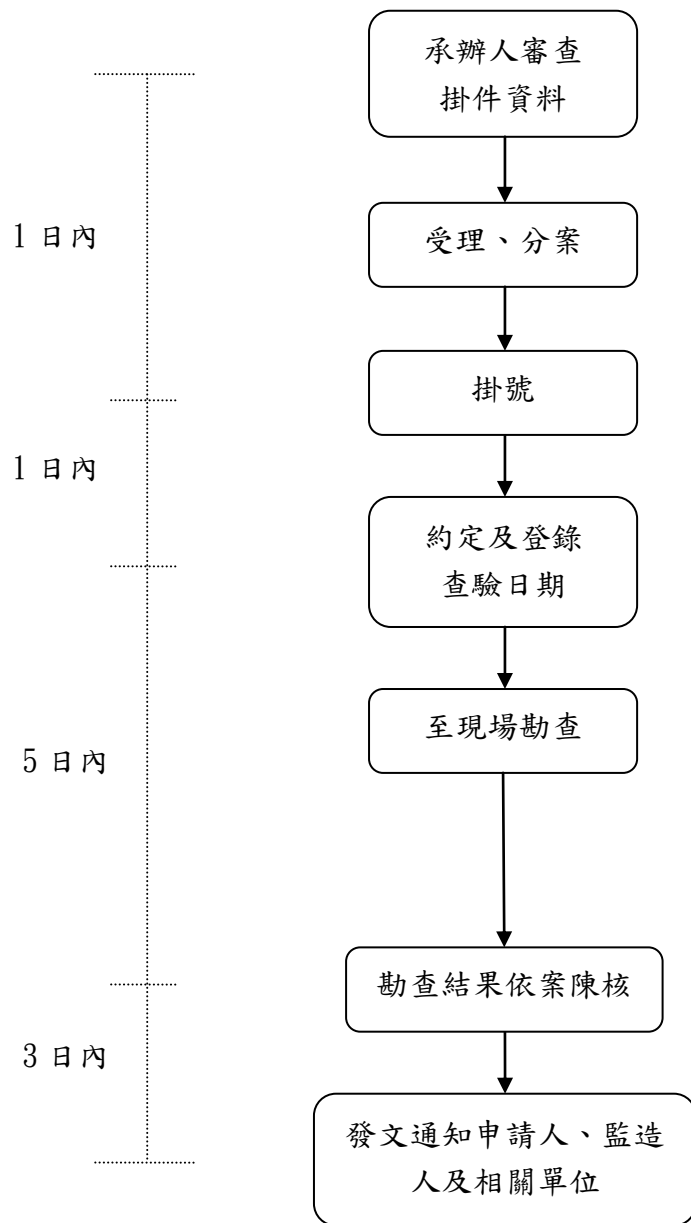 承辦人審查
掛件資料
1 日內
受理、分案
掛號
1 日內
約定及登錄
查驗日期
至現場勘查
5 日內
勘查結果依案陳核
3 日內
發文通知申請人、監造
人及相關單位